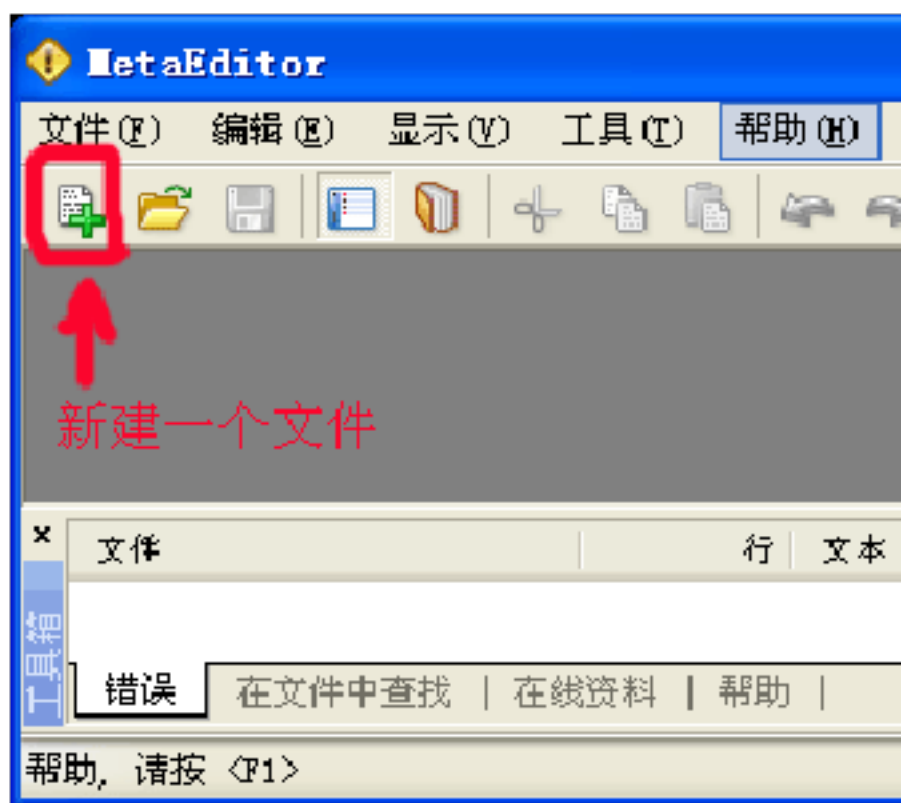 MetaEditor
文件(F) 编辑(E) 显示(V) 工具(T) 帮助(H)
新建一个文件
文件 行 文本
工具箱
错误 在文件中查找 | 在线资料 | 帮助 |
帮助, 请按 <F1>